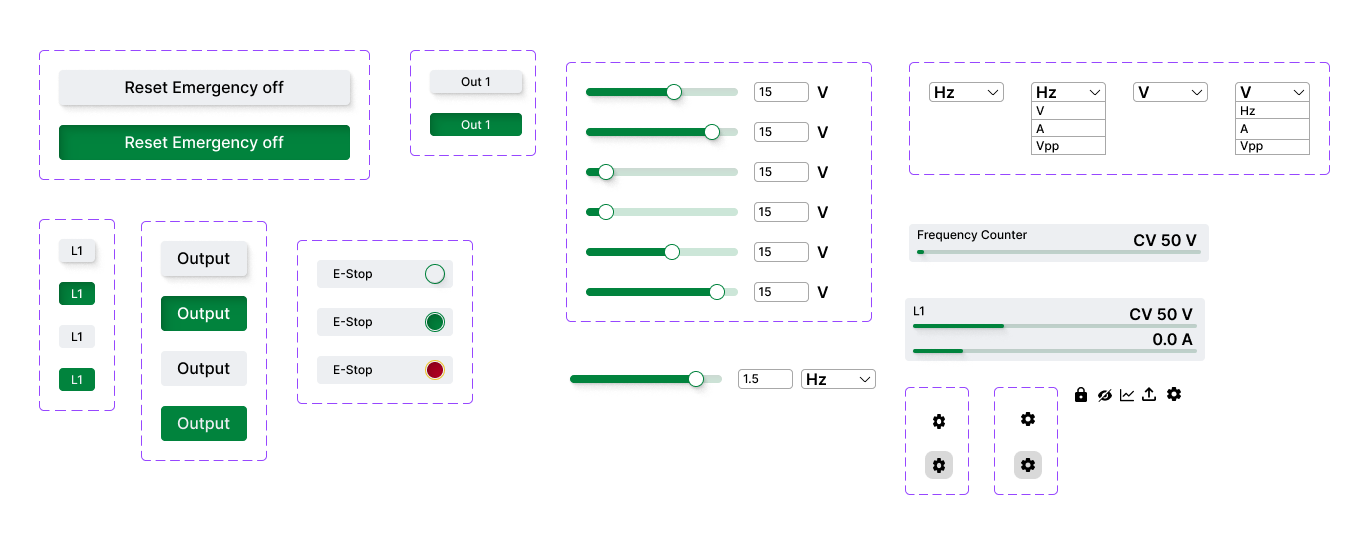 Reset Emergency off
Reset Emergency off
Out 1
Out 1
L1
L1
L1
L1
Output
Output
Output
Output
E-Stop
E-Stop
E-Stop
15 V
15 V
15 V
15 V
15 V
15 V
1.5 Hz
Hz
Hz
V
A
Vpp
V
V
Hz
A
Vpp
Frequency Counter
CV 50 V
L1
CV 50 V
0.0 A